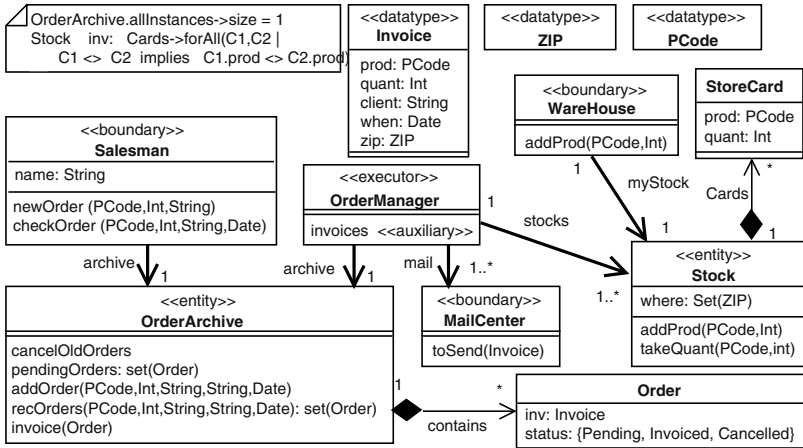 OrderArchive.allInstances->size = 1
Stock inv: Cards->forAll(C1,C2 |
C1 <> C2 implies C1.prod <> C2.prod)
<<datatype>>
Invoice
prod: PCode
quant: Int
client: String
when: Date
zip: ZIP
<<datatype>>
ZIP
<<datatype>>
PCode
<<boundary>>
WareHouse
addProd(PCode,Int)
StoreCard
prod: PCode
quant: Int
<<boundary>>
Salesman
name: String
newOrder (PCode,Int,String)
checkOrder (PCode,Int,String,Date)
<<executor>>
OrderManager
invoices <<auxiliary>>
1
stocks
1..*
1
myStock
1
*
Cards
1
archive
1
archive
1
mail
1..*
<<entity>>
Stock
where: Set(ZIP)
addProd(PCode,Int)
takeQuant(PCode,int)
<<entity>>
OrderArchive
cancelOldOrders
pendingOrders: set(Order)
addOrder(PCode,Int,String,String,Date)
recOrders(PCode,Int,String,String,Date): set(Order)
invoice(Order)
<<boundary>>
MailCenter
toSend(Invoice)
1
contains
*
Order
inv: Invoice
status: {Pending, Invoiced, Cancelled}